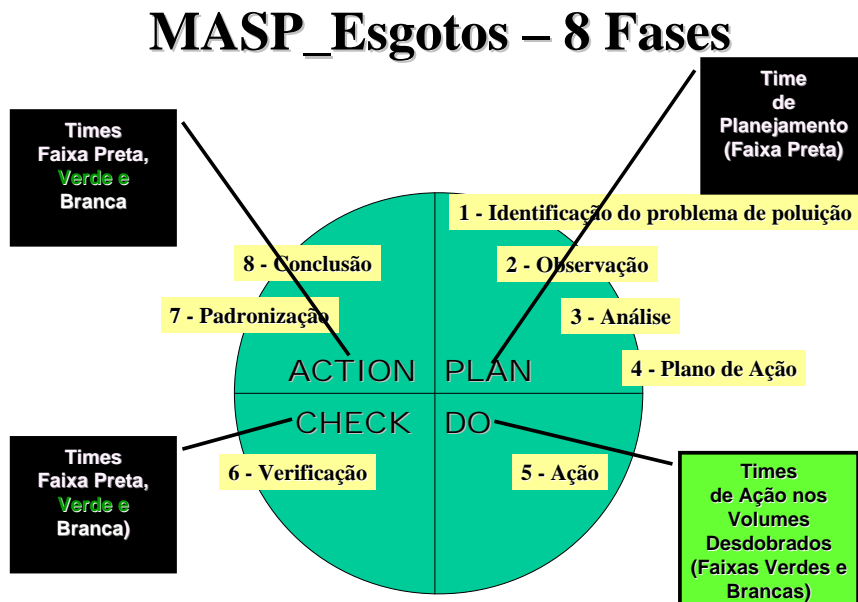 MASP_Esgotos – 8 Fases
Time
de
Planejamento
(Faixa Preta)
Times
Faixa Preta,
Verde e
Branca
1 - Identificação do problema de poluição
8 - Conclusão
2 - Observação
7 - Padronização
3 - Análise
ACTION
PLAN
4 - Plano de Ação
CHECK
DO
6 - Verificação
5 - Ação
Times
Faixa Preta,
Verde e
Branca)
Times
de Ação nos
Volumes
Desdobrados
(Faixas Verdes e
Brancas)